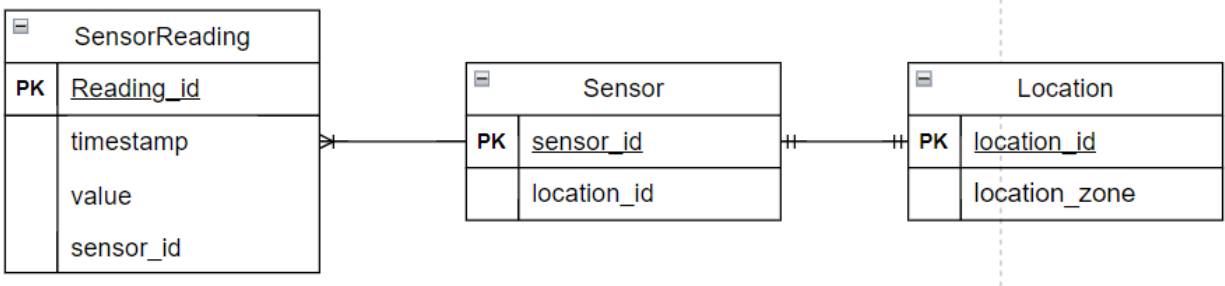 SensorReading
PK Reading_id
timestamp
value
sensor_id
Sensor
PK sensor_id
location_id
Location
PK location_id
location_zone